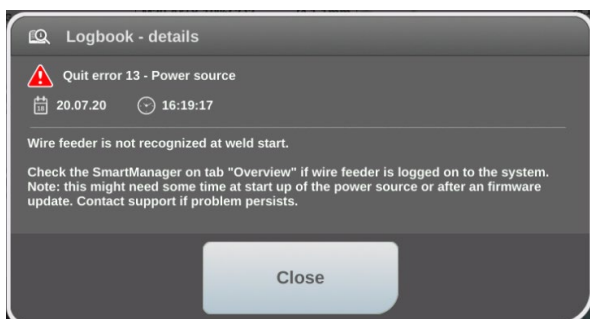 Logbook - details
Quit error 13 - Power source
20.07.20 16:19:17
Wire feeder is not recognized at weld start.
Check the SmartManager on tab "Overview" if wire feeder is logged on to the system.
Note: this might need some time at start up of the power source or after an firmware
update. Contact support if problem persists.
Close